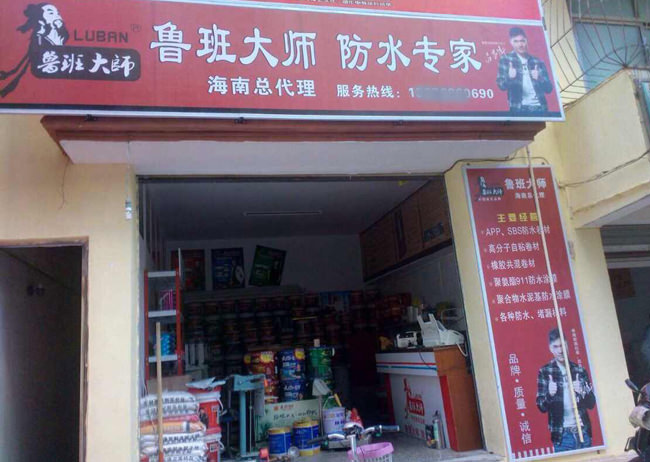 LUBAN®
鲁班大師
鲁班大师 防水专家
海南总代理 服务热线:
鲁班大师
海南总代理
主要经营
APP、SBS防水卷材
高分子自粘卷材
橡胶共混卷材
聚氨酯911防水涂膜
聚合物水泥基防水涂膜
各种防水、堵漏材料
品牌·质量·诚信